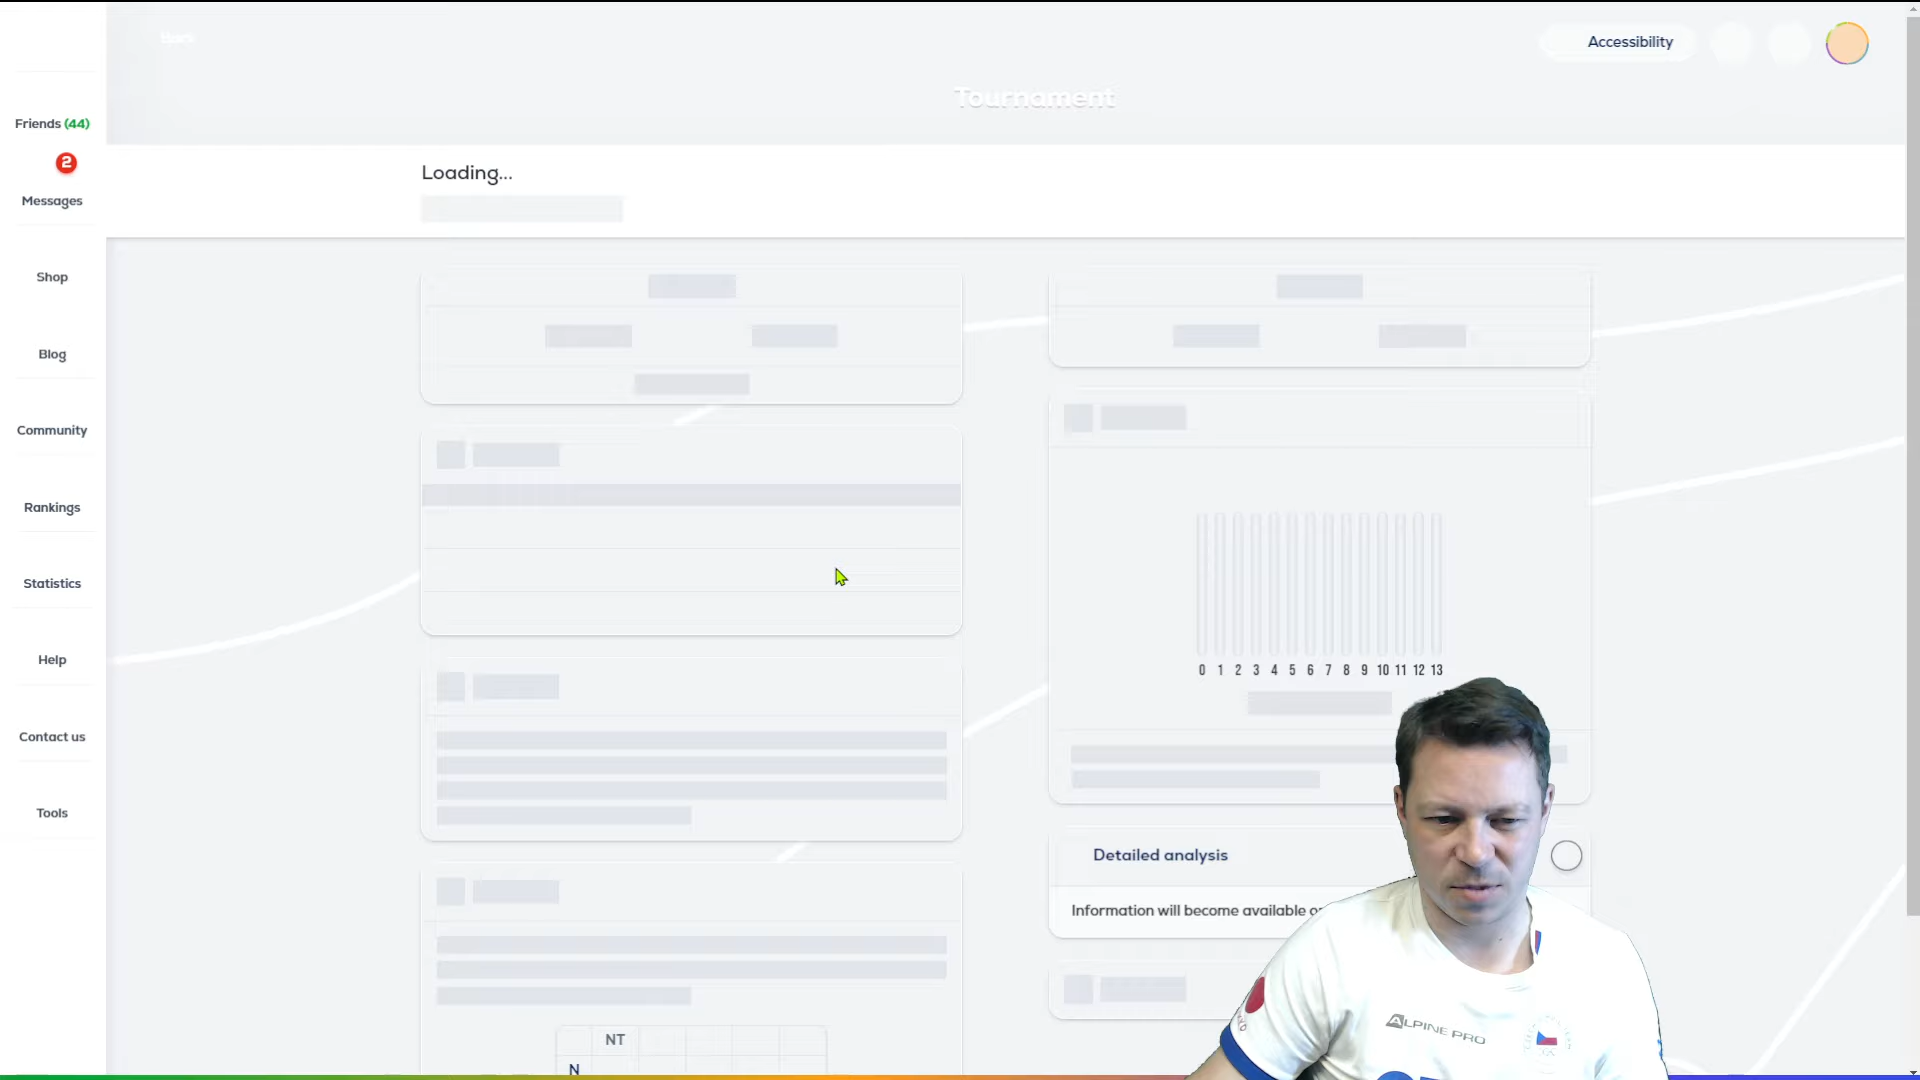 Back
Accessibility
Tournament
Friends (44)
2
Messages
Shop
Blog
Community
Rankings
Statistics
Help
Contact us
Tools
Loading...
0 1 2 3 4 5 6 7 8 9 10 11 12 13
Detailed analysis
Information will become available
NT
N
ALPINE PRO